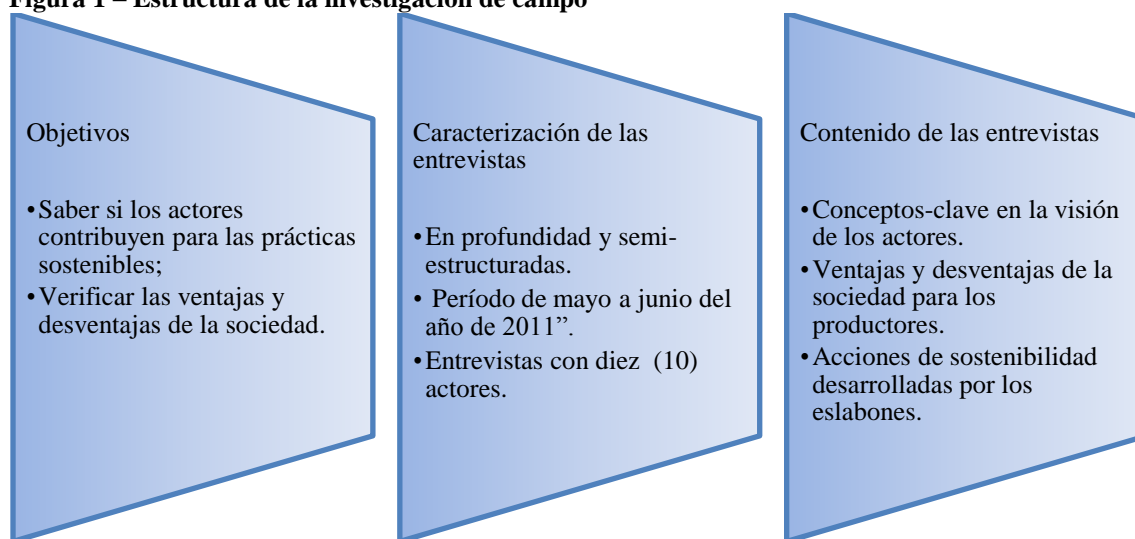 Figura 1 – Estructura de la investigación de campo
Objetivos
•Saber si los actores
contribuyen para las prácticas
sostenibles;
•Verificar las ventajas y
desventajas de la sociedad.
Caracterización de las
entrevistas
•En profundidad y semi-
estructuradas.
• Período de mayo a junio del
año de 2011”.
•Entrevistas con diez (10)
actores.
Contenido de las entrevistas
•Conceptos-clave en la visión
de los actores.
•Ventajas y desventajas de la
sociedad para los
productores.
•Acciones de sostenibilidad
desarrolladas por los
eslabones.